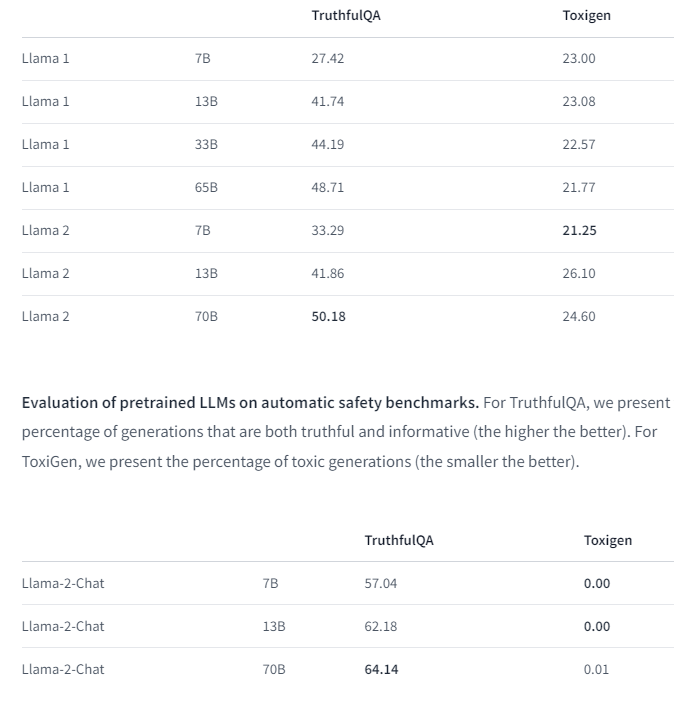 TruthfulQA Toxigen
Llama 1 7B 27.42 23.00
Llama 1 13B 41.74 23.08
Llama 1 33B 44.19 22.57
Llama 1 65B 48.71 21.77
Llama 2 7B 33.29 21.25
Llama 2 13B 41.86 26.10
Llama 2 70B 50.18 24.60
Evaluation of pretrained LLMs on automatic safety benchmarks. For TruthfulQA, we present
percentage of generations that are both truthful and informative (the higher the better). For
ToxiGen, we present the percentage of toxic generations (the smaller the better).
TruthfulQA Toxigen
Llama-2-Chat 7B 57.04 0.00
Llama-2-Chat 13B 62.18 0.00
Llama-2-Chat 70B 64.14 0.01